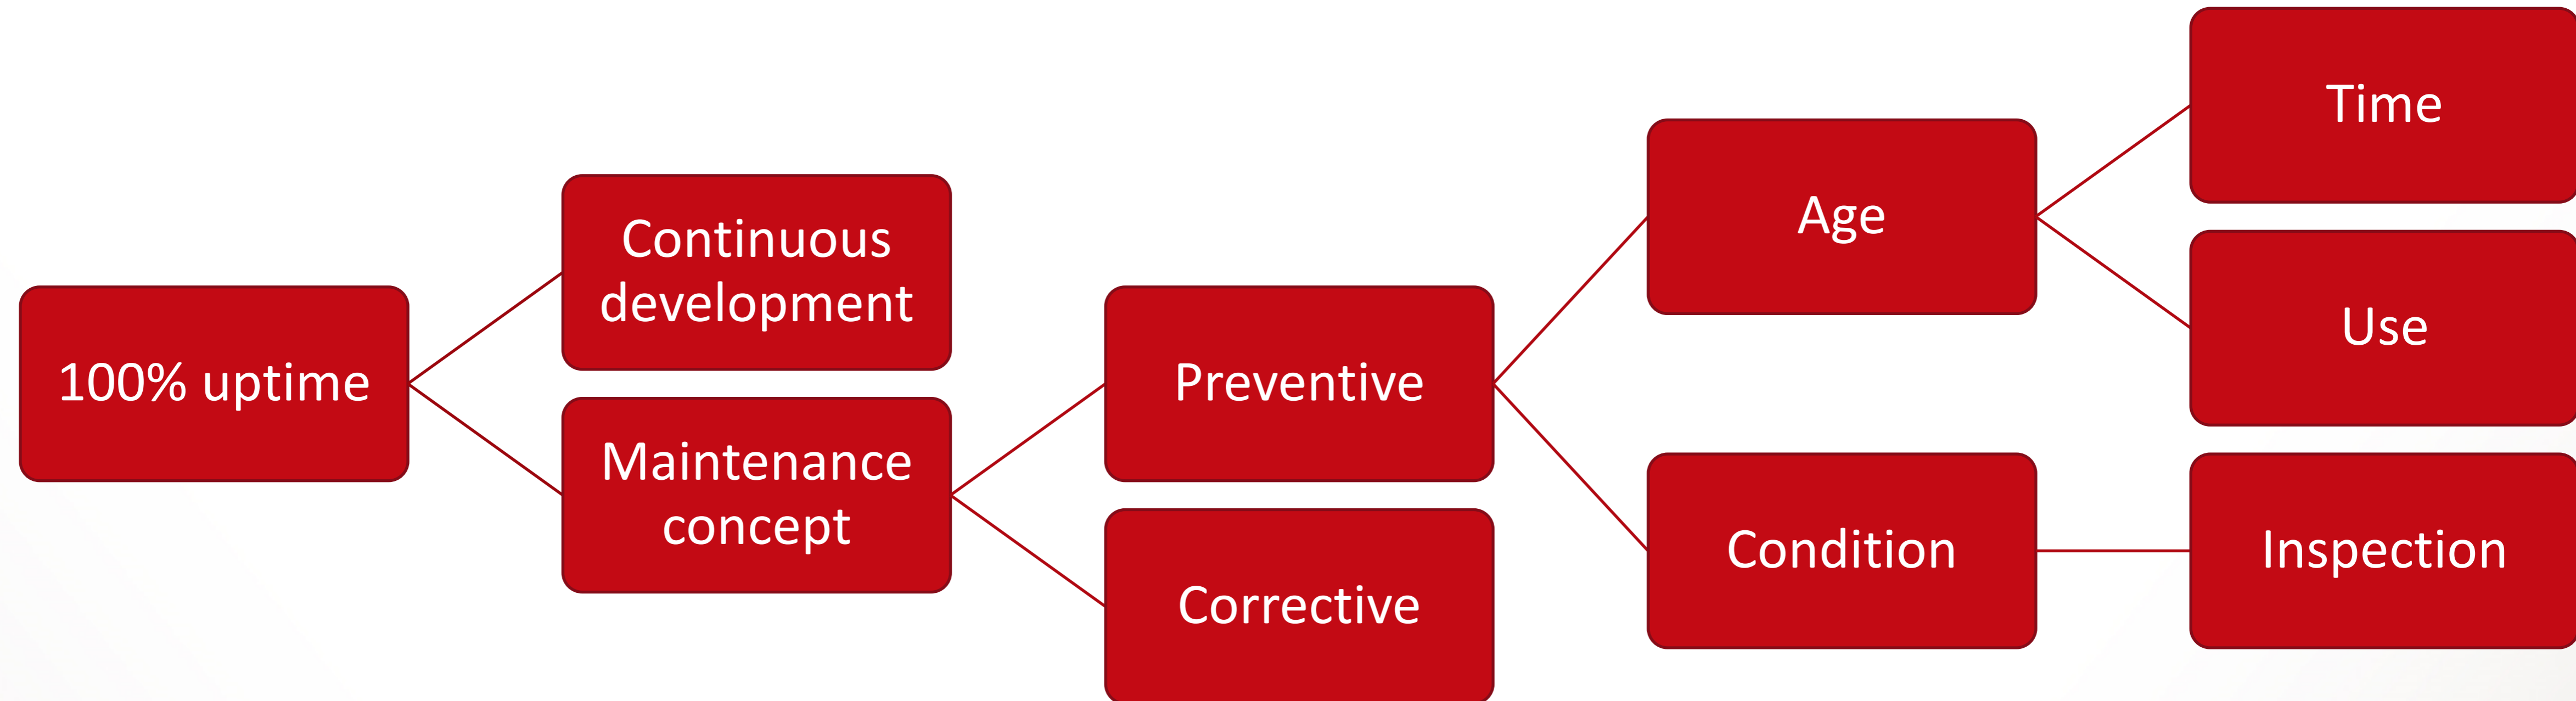 100% uptime
Continuous
development
Maintenance
concept
Preventive
Corrective
Age
Condition
Time
Use
Inspection